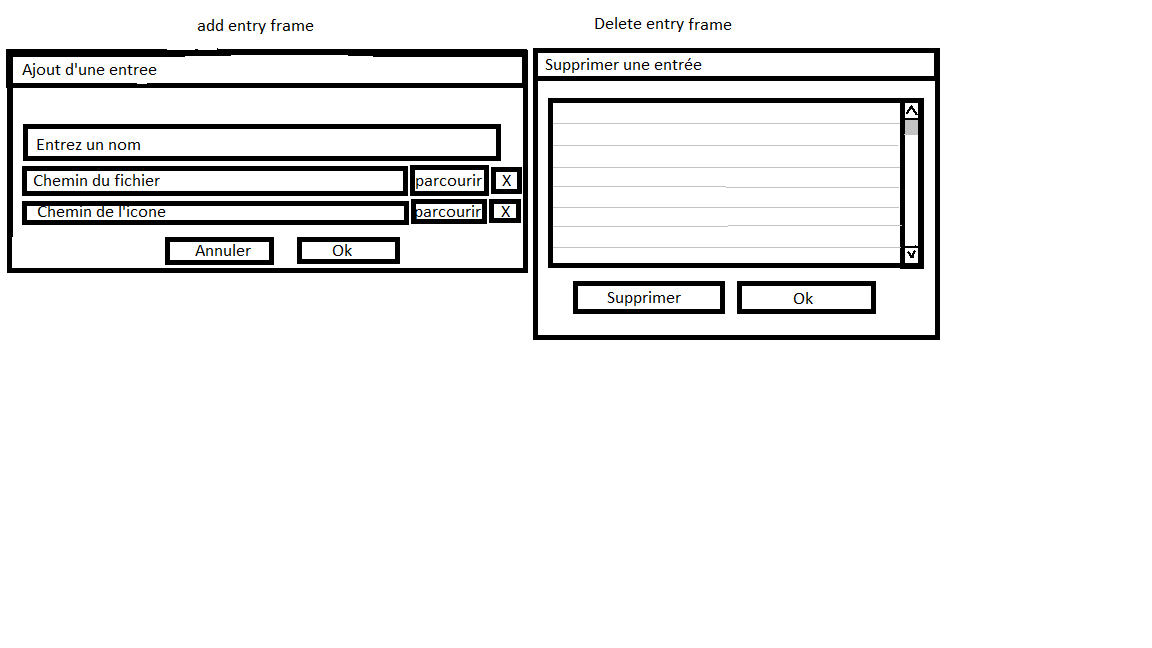 add entry frame
Ajout d'une entree
Entrez un nom
Chemin du fichier parcourir X
Chemin de l'icone parcourir X
Annuler Ok
Delete entry frame
Supprimer une entrée
Supprimer Ok